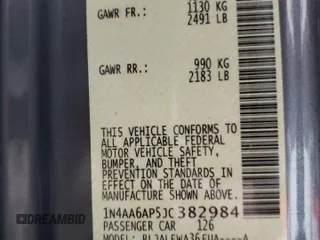 GAWR FR.: 1130 KG
2491 LB
GAWR RR.: 990 KG
2183 LB
THIS VEHICLE CONFORMS TO
ALL APPLICABLE FEDERAL
MOTOR VEHICLE SAFETY,
BUMPER, AND THEFT
PREVENTION STANDARDS IN
EFFECT ON THE DATE OF
MANUFACTURE SHOWN ABOVE.
1N4AA6AP5JC382984
PASSENGER CAR 126